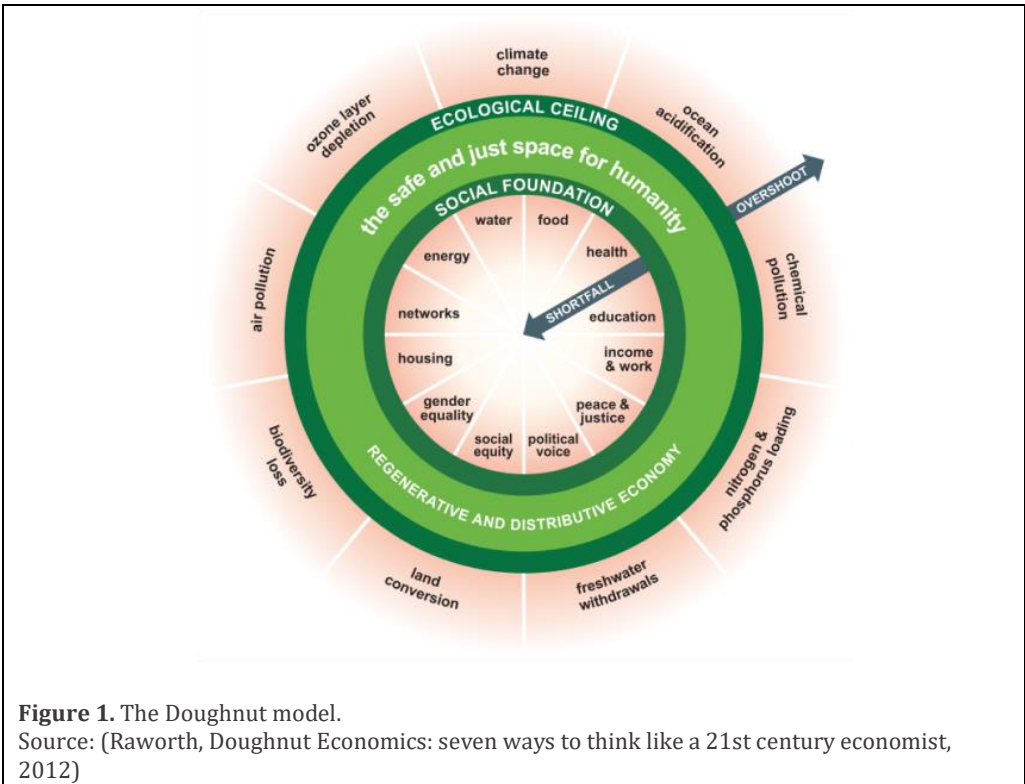 climate
change
ocean
acidification
OVERSHOOT
chemical
pollution
nitrogen &
phosphorus loading
freshwater
withdrawals
land
conversion
biodiversity
loss
air pollution
ozone layer
depletion
ECOLOGICAL CEILING
the safe and just space for humanity
SOCIAL FOUNDATION
water
food
energy
health
SHORTFALL
networks
education
housing
income
& work
gender
equality
peace &
justice
social
equity
political
voice
REGENERATIVE AND DISTRIBUTIVE ECONOMY
Figure 1. The Doughnut model.
Source: (Raworth, Doughnut Economics: seven ways to think like a 21st century economist,
2012)